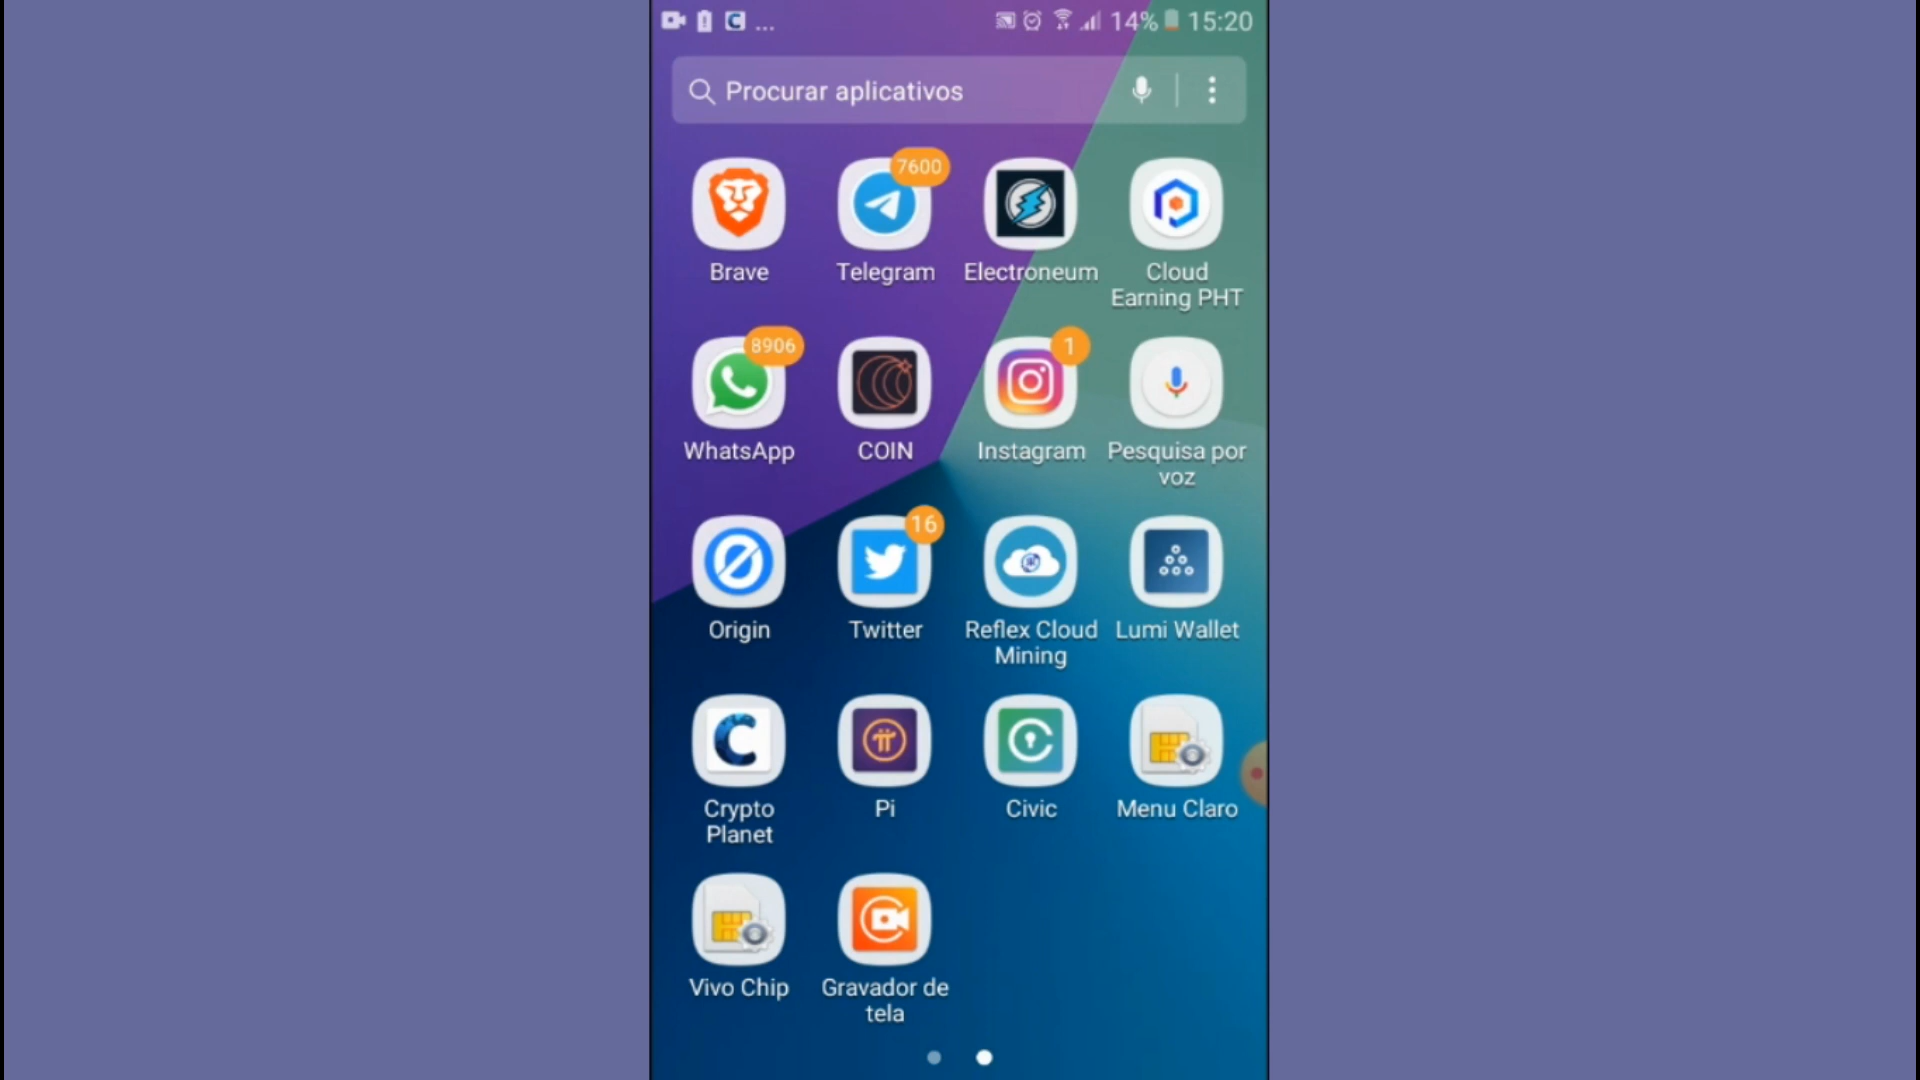 ... 14% 15:20
Procurar aplicativos
7600
Brave Telegram Electroneum Cloud
Earning PHT
8906 1
WhatsApp COIN Instagram Pesquisa por
voz
16
Origin Twitter Reflex Cloud Lumi Wallet
Mining
Crypto Pi Civic Menu Claro
Planet
Vivo Chip Gravador de
tela